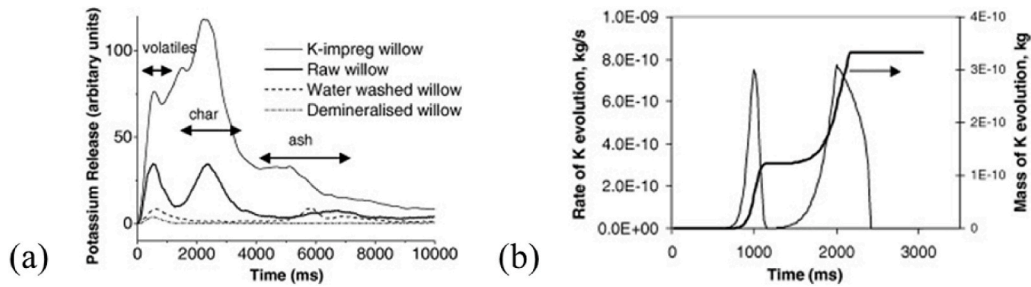 (a)
Potassium Release (arbitary units)
100
50
0
volatiles
char
ash
K-impreg willow
Raw willow
Water washed willow
Demineralised willow
0 2000 4000 6000 8000 10000
Time (ms)
(b)
Rate of K evolution, kg/s
1.0E-09
8.0E-10
6.0E-10
4.0E-10
2.0E-10
0.0E+00
0 1000 2000 3000
Time (ms)
4E-10
3E-10
2E-10
1E-10
0
Mass of K evolution, kg